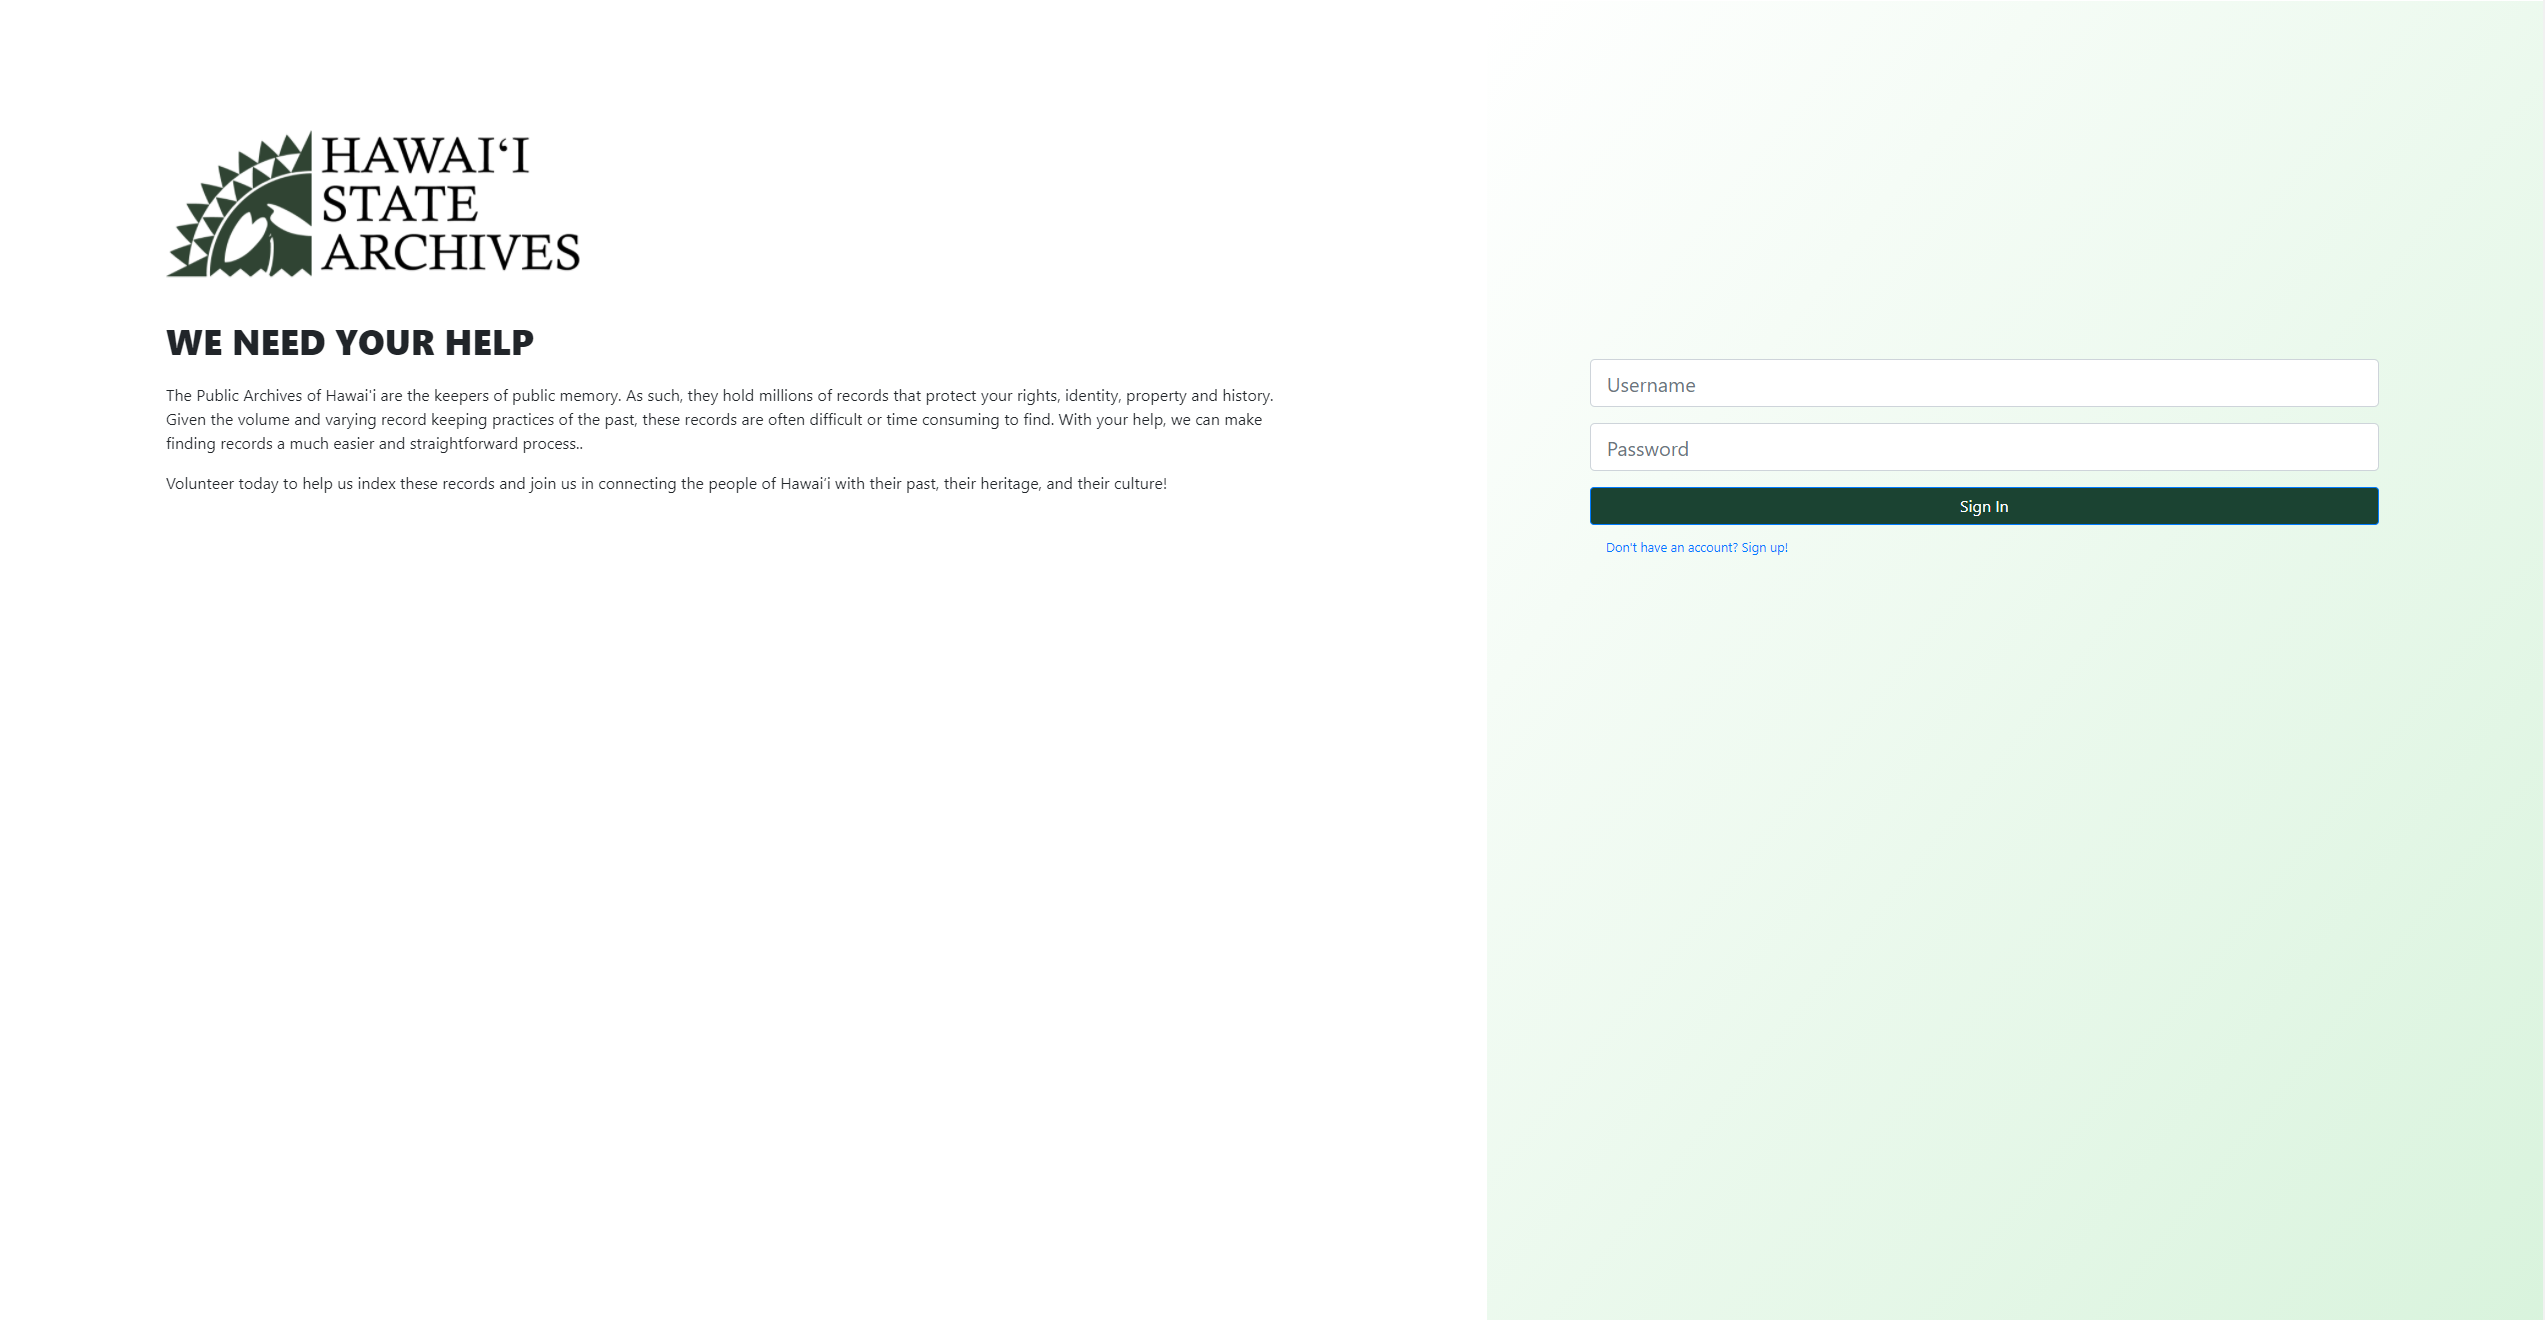 HAWAIʻI
STATE
ARCHIVES
WE NEED YOUR HELP
The Public Archives of Hawai'i are the keepers of public memory. As such, they hold millions of records that protect your rights, identity, property and history.
Given the volume and varying record keeping practices of the past, these records are often difficult or time consuming to find. With your help, we can make
finding records a much easier and straightforward process..
Volunteer today to help us index these records and join us in connecting the people of Hawaiʻi with their past, their heritage, and their culture!
Username
Password
Sign In
Don't have an account? Sign up!